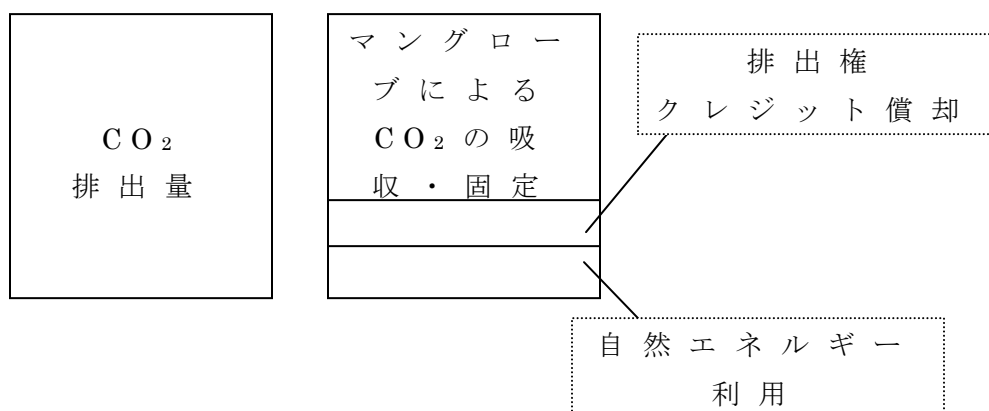 CO₂
排出量
マングロー
ブによる
CO₂の吸
収・固定
排出権
クレジット償却
自然エネルギー
利用